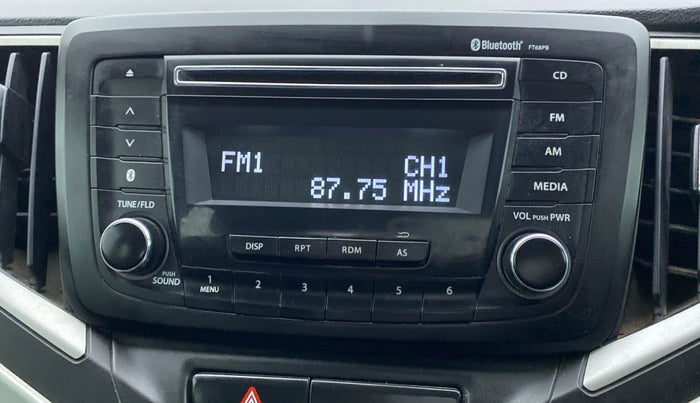 Bluetooth® FT68PB
CD
FM
AM
MEDIA
FM1 CH1
87.75 MHz
TUNE/FLD
PUSH
SOUND
VOL PUSH PWR
DISP RPT RDM AS
1 2 3 4 5 6
MENU